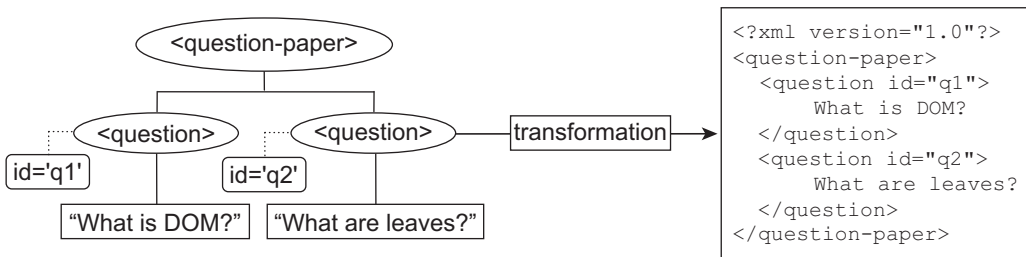 <question-paper>
<question>
<question>
id='q1'
id='q2'
“What is DOM?”
“What are leaves?”
transformation
<?xml version="1.0"?>
<question-paper>
<question id="q1">
What is DOM?
</question>
<question id="q2">
What are leaves?
</question>
</question-paper>